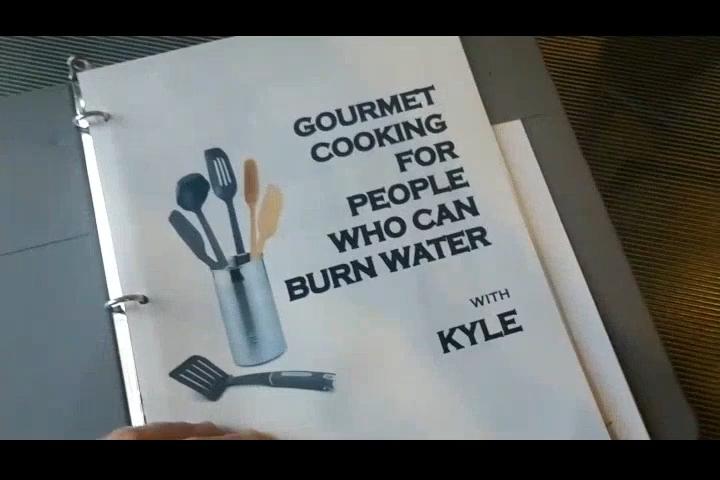 GOURMET
COOKING
FOR
PEOPLE
WHO CAN
BURN WATER
WITH
KYLE